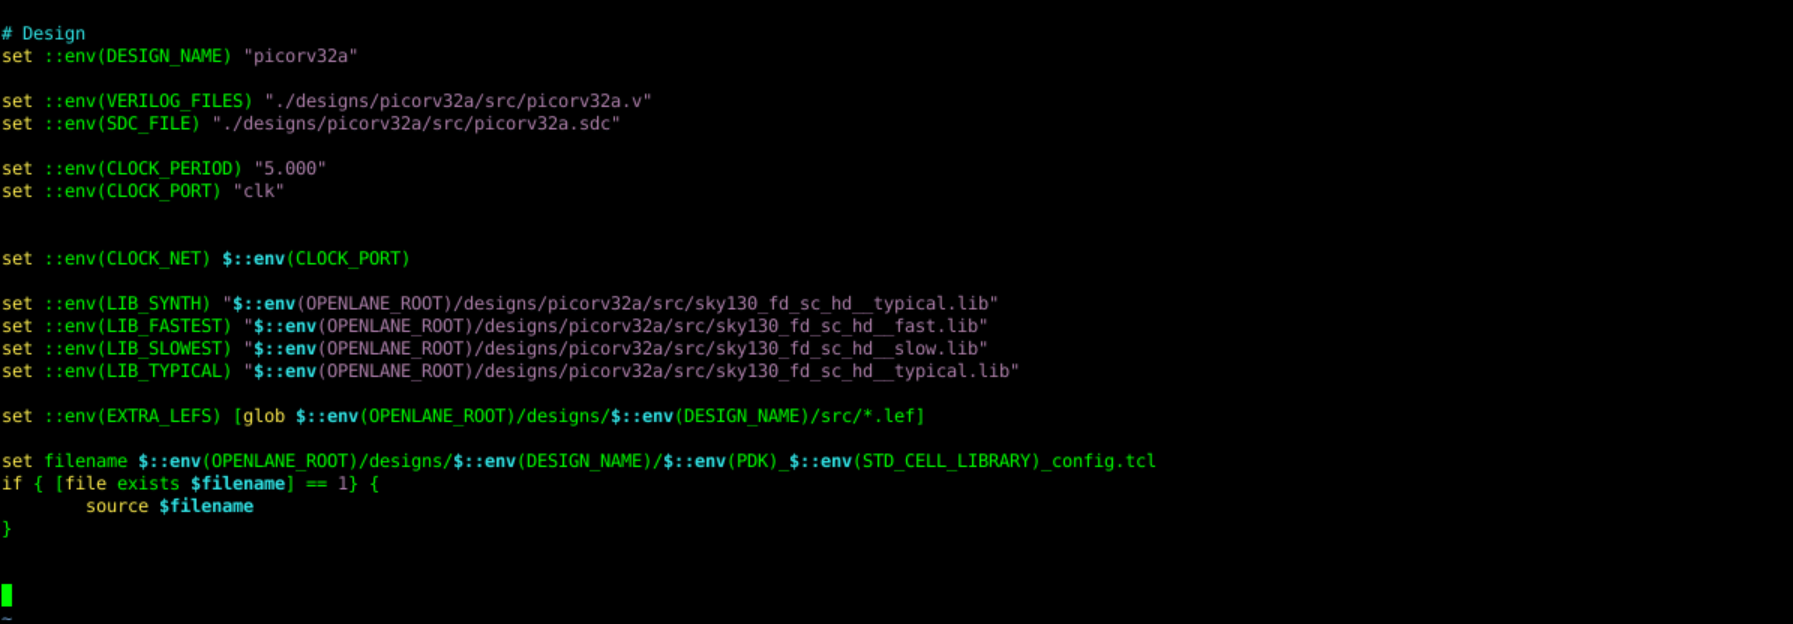 # Design
set ::env(DESIGN_NAME) "picorv32a"
set ::env(VERILOG_FILES) "./designs/picorv32a/src/picorv32a.v"
set ::env(SDC_FILE) "./designs/picorv32a/src/picorv32a.sdc"
set ::env(CLOCK_PERIOD) "5.000"
set ::env(CLOCK_PORT) "clk"
set ::env(CLOCK_NET) $::env(CLOCK_PORT)
set ::env(LIB_SYNTH) "$::env(OPENLANE_ROOT)/designs/picorv32a/src/sky130_fd_sc_hd__typical.lib"
set ::env(LIB_FASTEST) "$::env(OPENLANE_ROOT)/designs/picorv32a/src/sky130_fd_sc_hd__fast.lib"
set ::env(LIB_SLOWEST) "$::env(OPENLANE_ROOT)/designs/picorv32a/src/sky130_fd_sc_hd__slow.lib"
set ::env(LIB_TYPICAL) "$::env(OPENLANE_ROOT)/designs/picorv32a/src/sky130_fd_sc_hd__typical.lib"
set ::env(EXTRA_LEFS) [glob $::env(OPENLANE_ROOT)/designs/$::env(DESIGN_NAME)/src/*.lef]
set filename $::env(OPENLANE_ROOT)/designs/$::env(DESIGN_NAME)/$::env(PDK)_$::env(STD_CELL_LIBRARY)_config.tcl
if { [file exists $filename] == 1} {
        source $filename
}
~